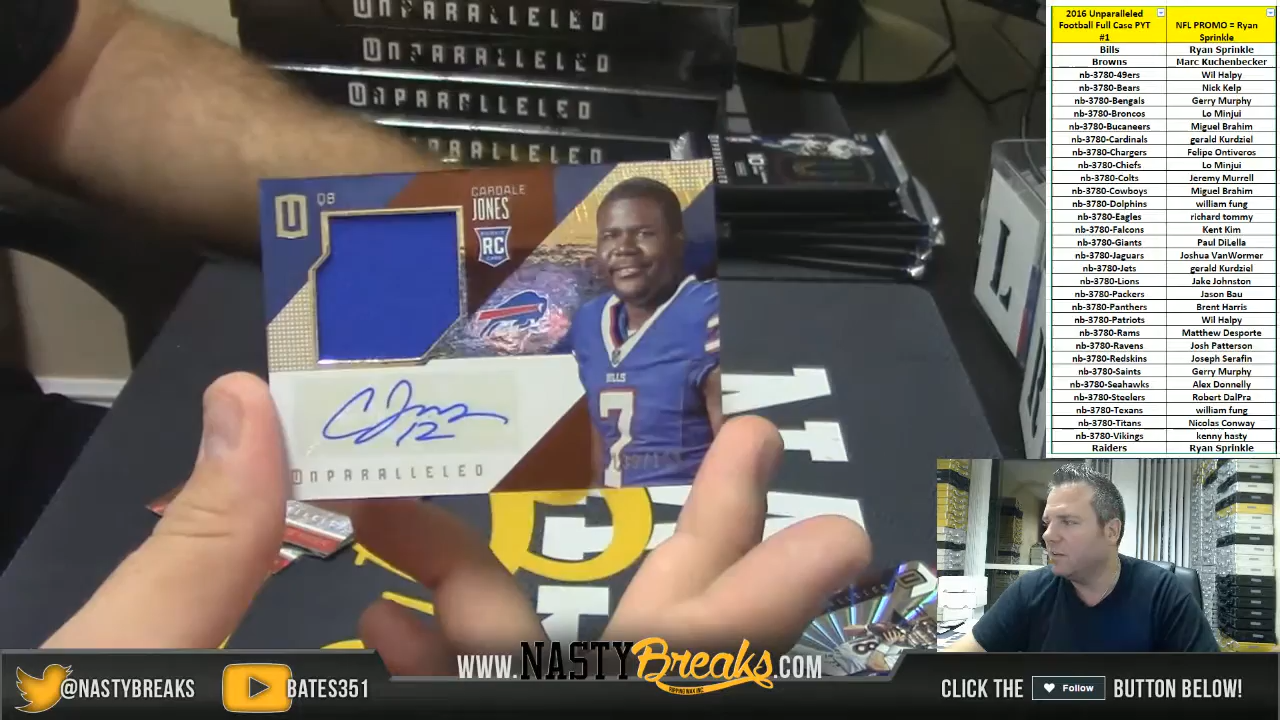 UNPARALLELED
UNPARALLELED
UNPARALLELED
UNPARALLELED
U QB
CARDALE
JONES
ROOKIE
RC
CARD
BILLS
7
12
UNPARALLELED
L
2016 Unparalleled
Football Full Case PYT
#1
NFL PROMO = Ryan
Sprinkle
Bills Ryan Sprinkle
Browns Marc Kuchenbecker
nb-3780-49ers Wil Halpy
nb-3780-Bears Nick Kelp
nb-3780-Bengals Gerry Murphy
nb-3780-Broncos Lo Minjui
nb-3780-Bucaneers Miguel Brahim
nb-3780-Cardinals gerald Kurdziel
nb-3780-Chargers Felipe Ontiveros
nb-3780-Chiefs Lo Minjui
nb-3780-Colts Jeremy Murrell
nb-3780-Cowboys Miguel Brahim
nb-3780-Dolphins william fung
nb-3780-Eagles richard tommy
nb-3780-Falcons Kent Kim
nb-3780-Giants Paul DiLella
nb-3780-Jaguars Joshua VanWormer
nb-3780-Jets gerald Kurdziel
nb-3780-Lions Jake Johnston
nb-3780-Packers Jason Bau
nb-3780-Panthers Brent Harris
nb-3780-Patriots Wil Halpy
nb-3780-Rams Matthew Desporte
nb-3780-Ravens Josh Patterson
nb-3780-Redskins Joseph Serafin
nb-3780-Saints Gerry Murphy
nb-3780-Seahawks Alex Donnelly
nb-3780-Steelers Robert DalPra
nb-3780-Texans william fung
nb-3780-Titans Nicolas Conway
nb-3780-Vikings kenny hasty
Raiders Ryan Sprinkle
@NASTYBREAKS
BATES351
WWW.NASTYBreaks.COM
RIPPING WAX INC.
CLICK THE Follow BUTTON BELOW!